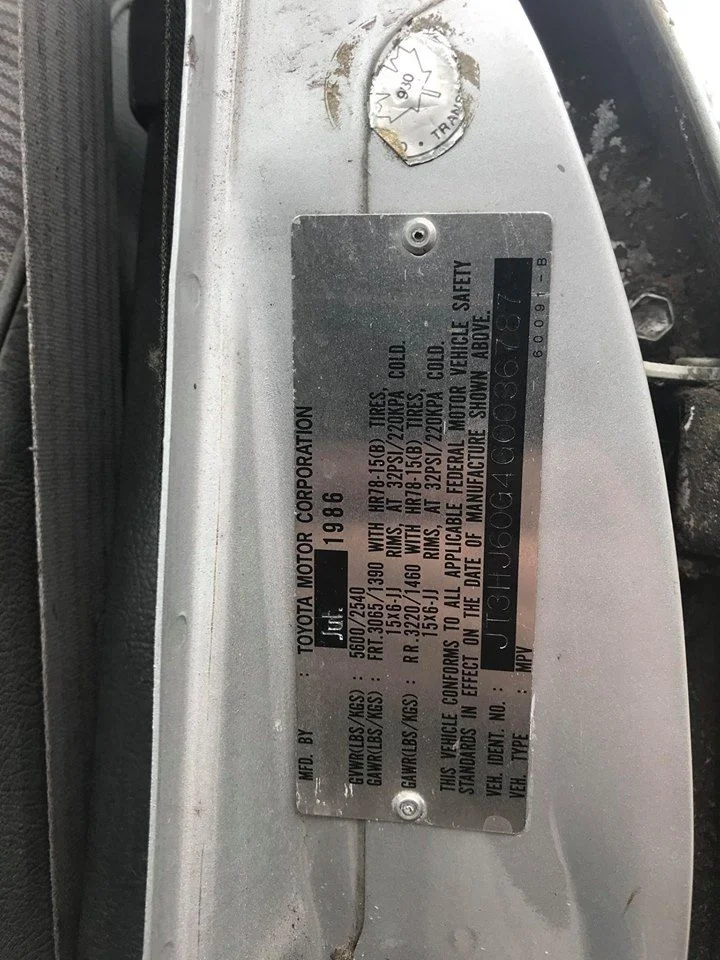 930
TRANS
MFD. BY : TOYOTA MOTOR CORPORATION
Jul. 1986
GVWR(LBS/KGS) : 5600/2540
GAWR(LBS/KGS) : FRT.3065/1390 WITH HR78-15(B) TIRES,
15x6-JJ RIMS, AT 32PSI/220KPA COLD.
GAWR(LBS/KGS) : RR.3220/1460 WITH HR78-15(B) TIRES,
15x6-JJ RIMS, AT 32PSI/220KPA COLD.
THIS VEHICLE CONFORMS TO ALL APPLICABLE FEDERAL MOTOR VEHICLE SAFETY
STANDARDS IN EFFECT ON THE DATE OF MANUFACTURE SHOWN ABOVE.
VEH. IDENT. NO. : JT3HJ60G4G0036787
VEH. TYPE : MPV
60091-B